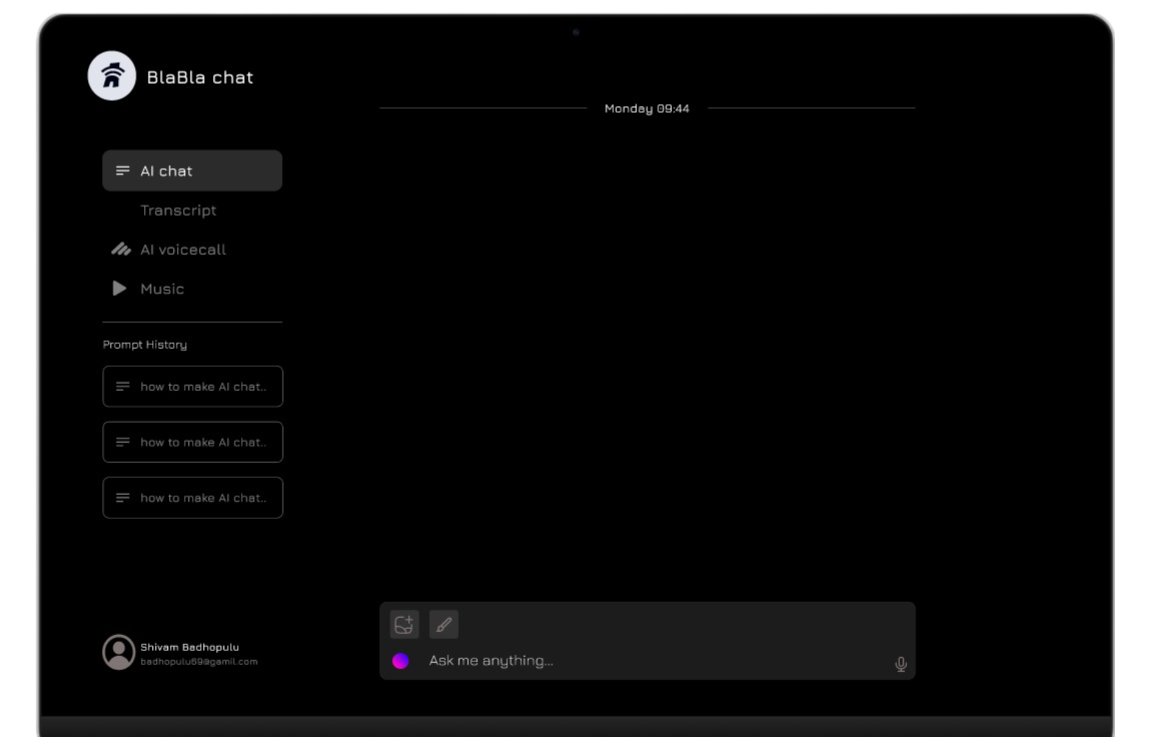 BlaBla chat
Monday 09:44
AI chat
Transcript
AI voicecall
Music
Prompt History
how to make AI chat..
how to make AI chat..
how to make AI chat..
Shivam Badhopulu
badhopulu69@gamil.com
Ask me anything...